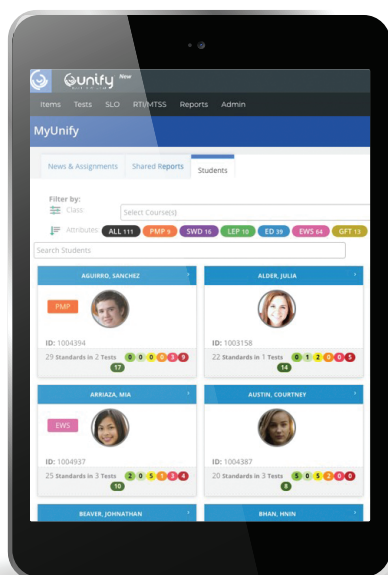 unify New
Items Tests SLO RTI/MTSS Reports Admin
MyUnify
News & Assignments Shared Reports Students
Filter by:
Class: Select Course(s)
Attributes: ALL 111 PMP 9 SWD 16 LEP 10 ED 39 EWS 64 GFT 13
Search Students
AGUIRRO, SANCHEZ
PMP
ID: 1004394
29 Standards in 2 Tests 0 0 0 0 3 9
17
ALDER, JULIA
ID: 1003158
22 Standards in 1 Tests 0 1 2 0 0 5
14
ARRIAZA, MIA
EWS
ID: 1004937
25 Standards in 3 Tests 2 0 5 1 3 4
10
AUSTIN, COURTNEY
ID: 1004387
20 Standards in 3 Tests 5 0 5 2 0 0
8
BEAVER, JOHNATHAN
BHAN, HNIN